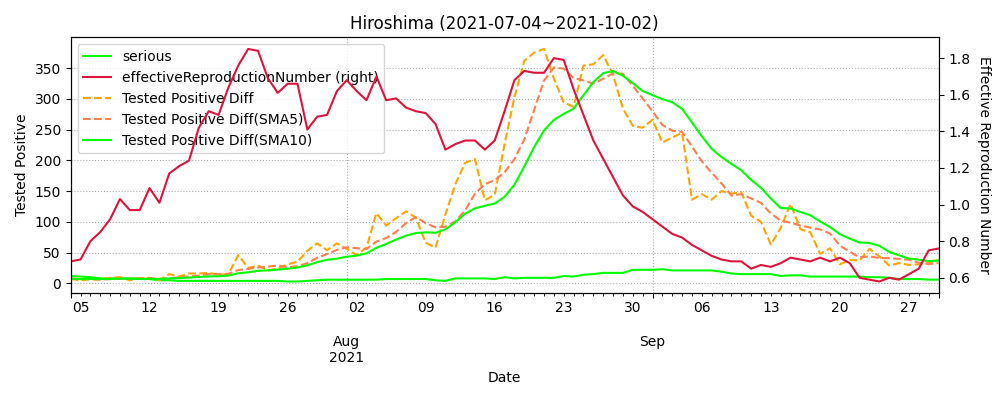 Hiroshima (2021-07-04~2021-10-02)
serious
effectiveReproductionNumber (right)
Tested Positive Diff
Tested Positive Diff(SMA5)
Tested Positive Diff(SMA10)
Tested Positive
350
300
250
200
150
100
50
0
Effective Reproduction Number
1.8
1.6
1.4
1.2
1.0
0.8
0.6
05 12 19 26 02 09 16 23 30 06 13 20 27
Aug Sep
2021
Date